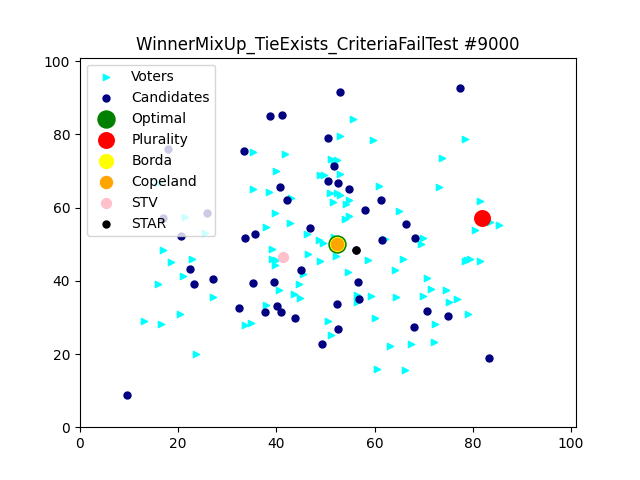 WinnerMixUp_TieExists_CriteriaFailTest #9000
100
80
60
40
20
0
Voters
Candidates
Optimal
Plurality
Borda
Copeland
STV
STAR
0 20 40 60 80 100